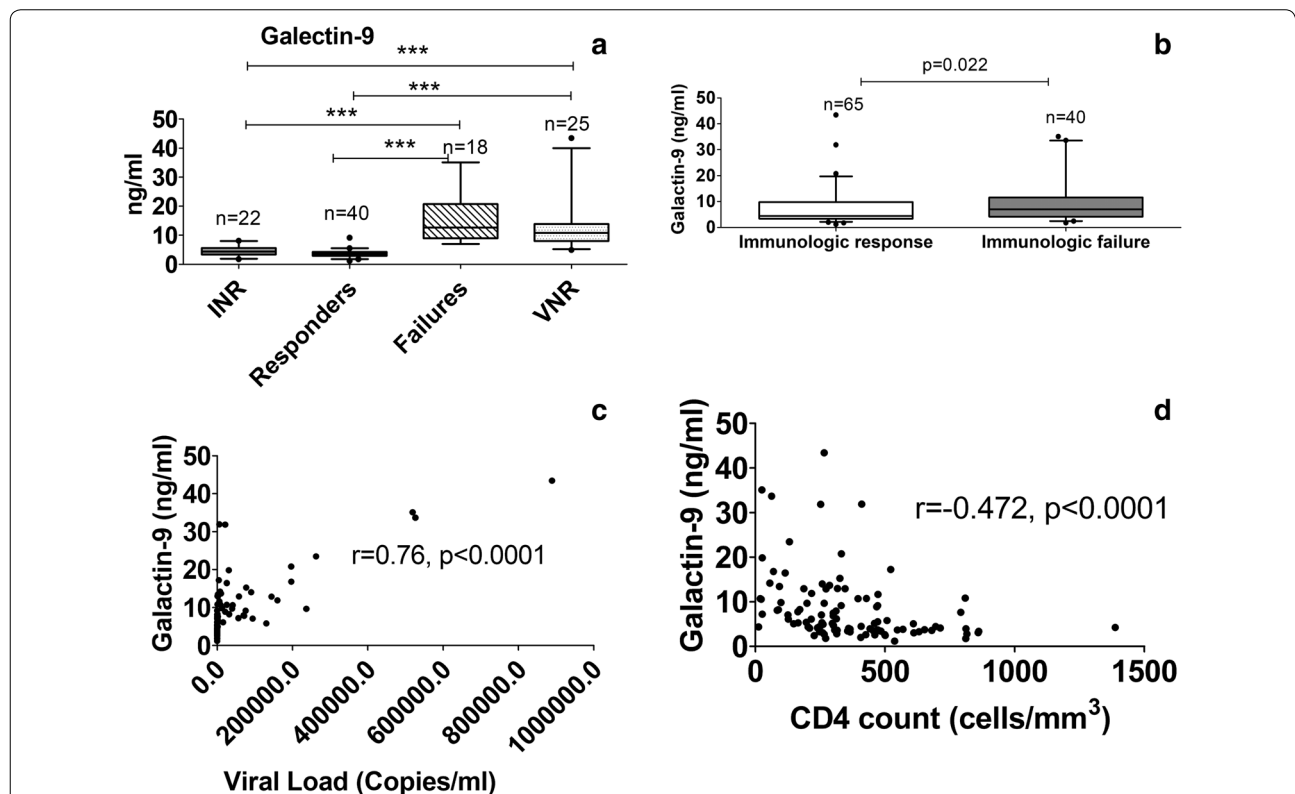 Galectin-9
a
***
***
***
***
ng/ml
50
40
30
20
10
0
n=22
n=40
n=18
n=25
INR
Responders
Failures
VNR
b
p=0.022
Galactin-9 (ng/ml)
50
40
30
20
10
0
n=65
n=40
Immunologic response
Immunologic failure
c
Galactin-9 (ng/ml)
50
40
30
20
10
0
r=0.76, p<0.0001
0.0
200000.0
400000.0
600000.0
800000.0
1000000.0
Viral Load (Copies/ml)
d
Galactin-9 (ng/ml)
50
40
30
20
10
0
r=-0.472, p<0.0001
0
500
1000
1500
CD4 count (cells/mm³)